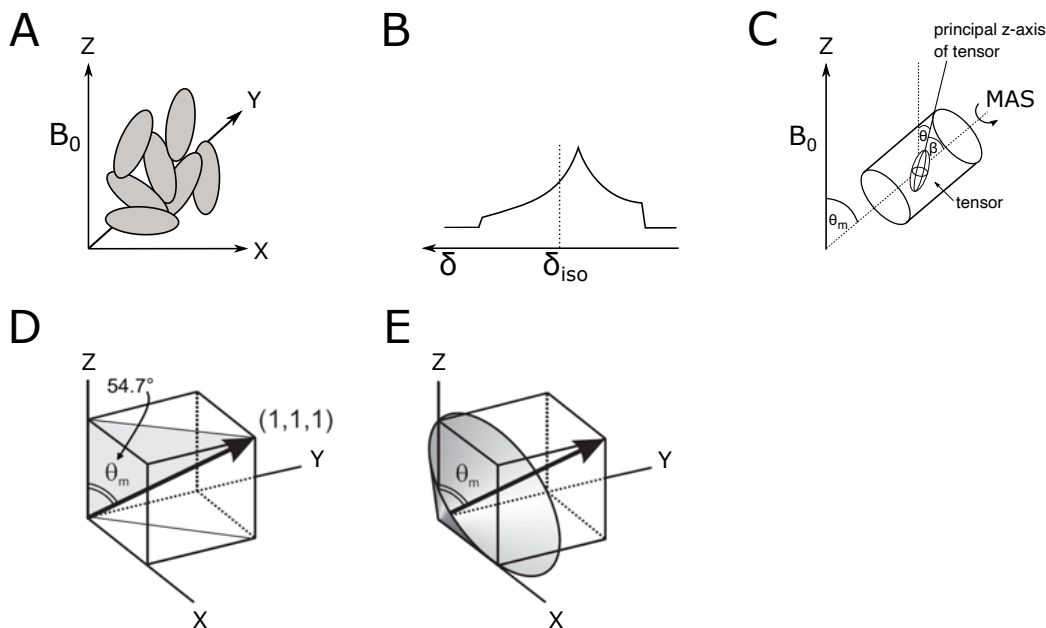 A
Z
B₀
Y
X
B
δ
δiso
C
principal z-axis
of tensor
Z
MAS
B₀
θ
β
tensor
θm
D
Z
54.7°
(1,1,1)
θm
Y
X
E
Z
θm
Y
X